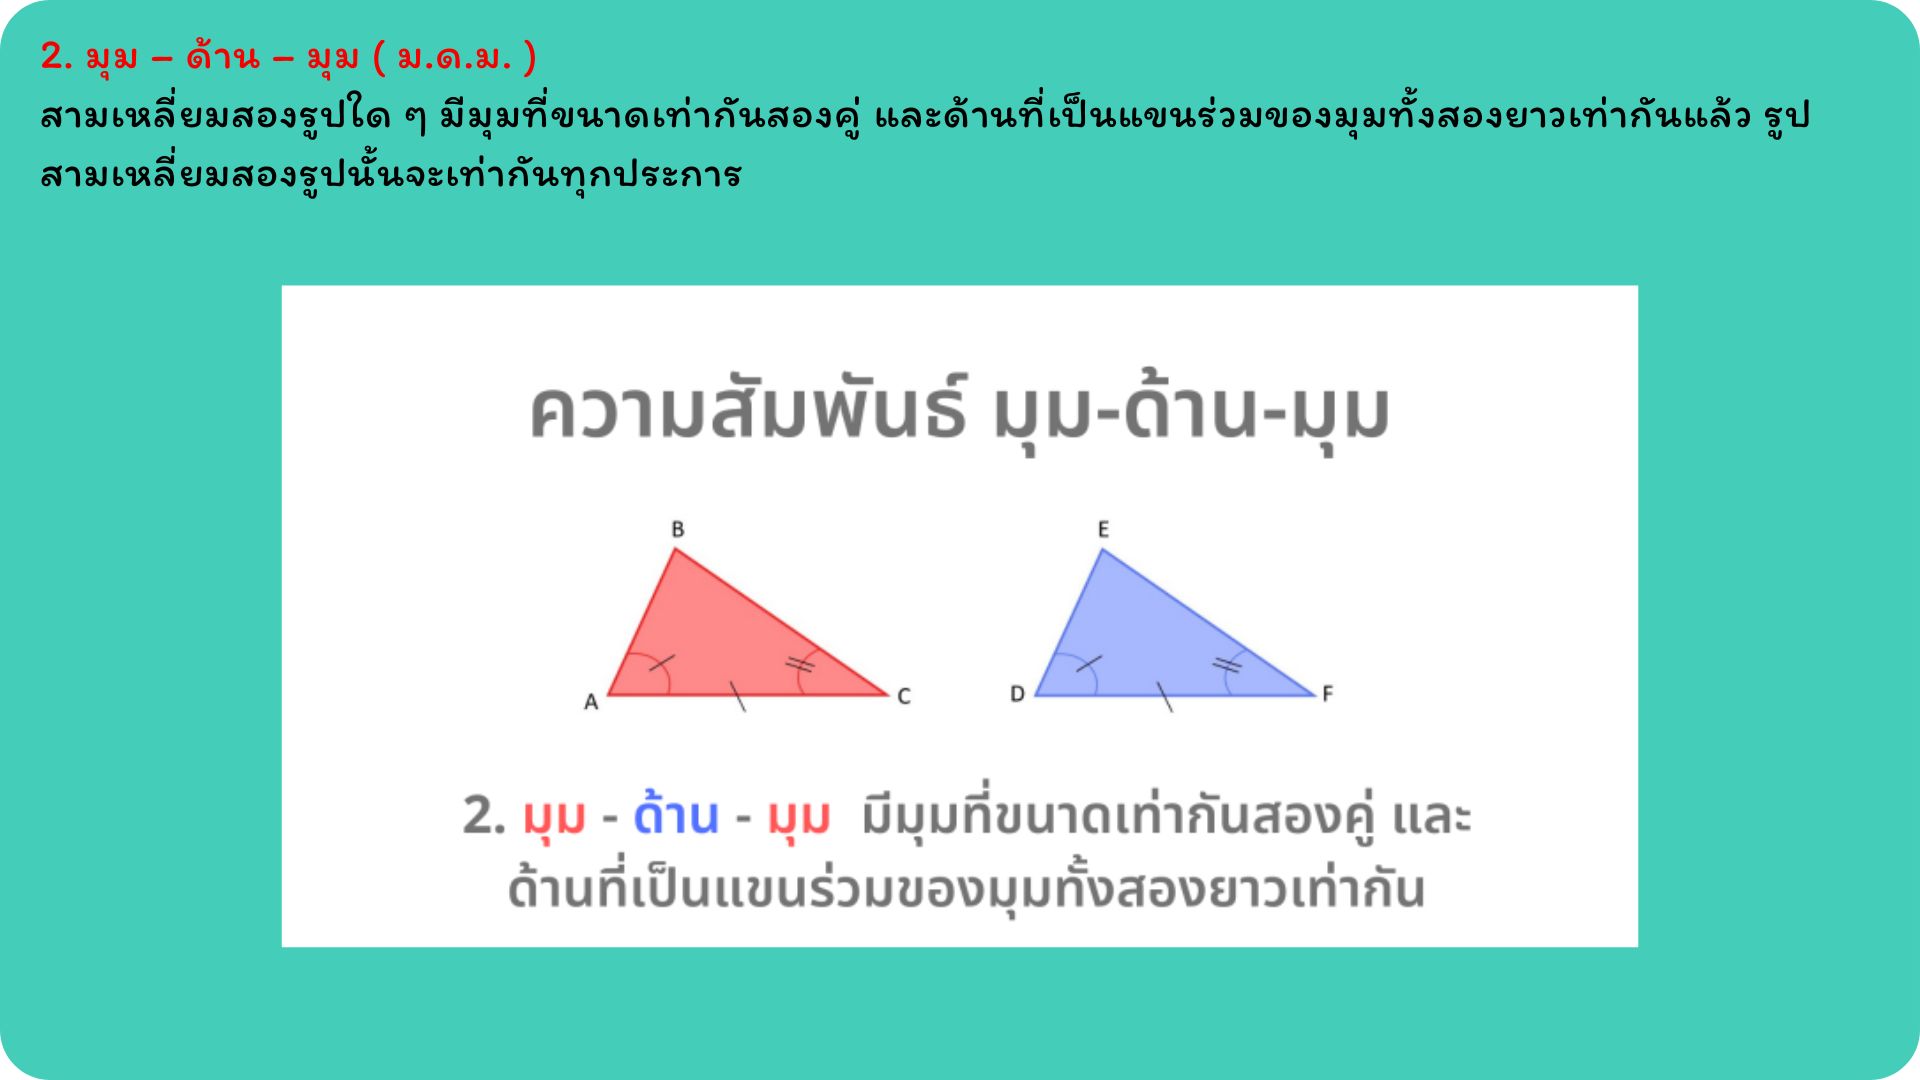 2. มุม – ด้าน – มุม ( ม.ด.ม. )
สามเหลี่ยมสองรูปใด ๆ มีมุมที่ขนาดเท่ากันสองคู่ และด้านที่เป็นแขนร่วมของมุมทั้งสองยาวเท่ากันแล้ว รูป
สามเหลี่ยมสองรูปนั้นจะเท่ากันทุกประการ
ความสัมพันธ์ มุม-ด้าน-มุม
B
E
A
C
D
F
2. มุม - ด้าน - มุม มีมุมที่ขนาดเท่ากันสองคู่ และ
ด้านที่เป็นแขนร่วมของมุมทั้งสองยาวเท่ากัน